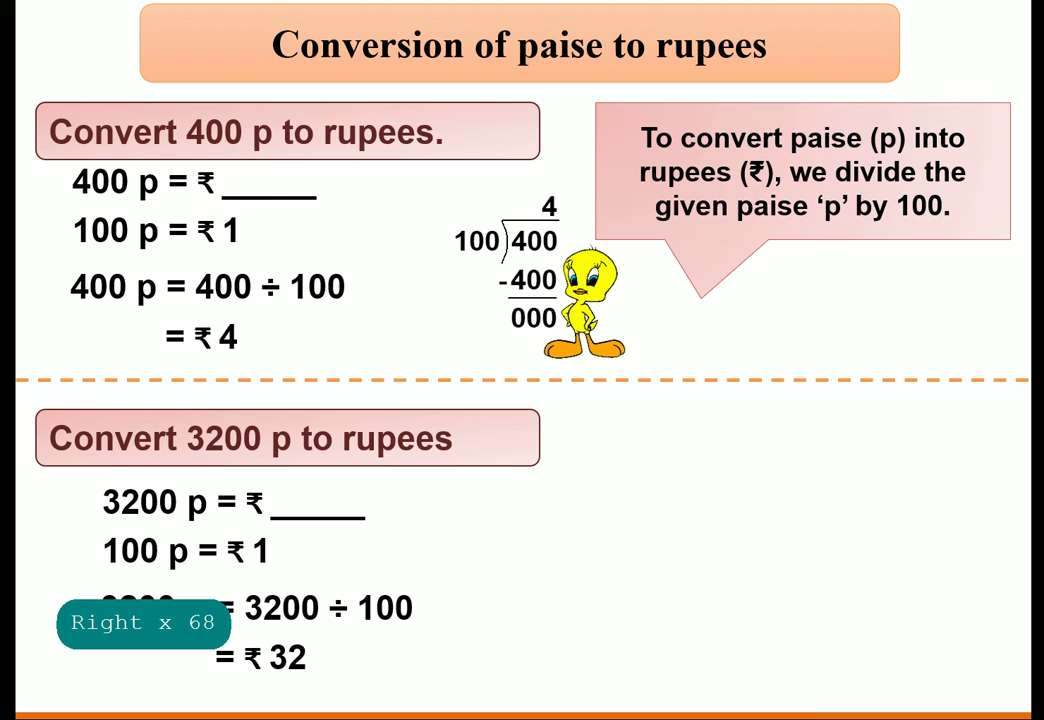 Conversion of paise to rupees
Convert 400 p to rupees.
400 p = ₹ _____
100 p = ₹ 1
400 p = 400 ÷ 100
= ₹ 4
4
100)400
-400
000
To convert paise (p) into
rupees (₹), we divide the
given paise ‘p’ by 100.
Convert 3200 p to rupees
3200 p = ₹ _____
100 p = ₹ 1
= 3200 ÷ 100
Right x 68
= ₹ 32